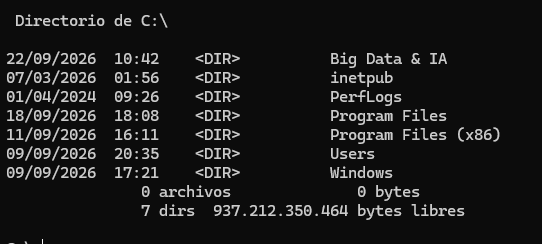 Directorio de C:\
22/09/2026  10:42    <DIR>          Big Data & IA
07/03/2026  01:56    <DIR>          inetpub
01/04/2024  09:26    <DIR>          PerfLogs
18/09/2026  18:08    <DIR>          Program Files
11/09/2026  16:11    <DIR>          Program Files (x86)
09/09/2026  20:35    <DIR>          Users
09/09/2026  17:21    <DIR>          Windows
0 archivos              0 bytes
7 dirs  937.212.350.464 bytes libres